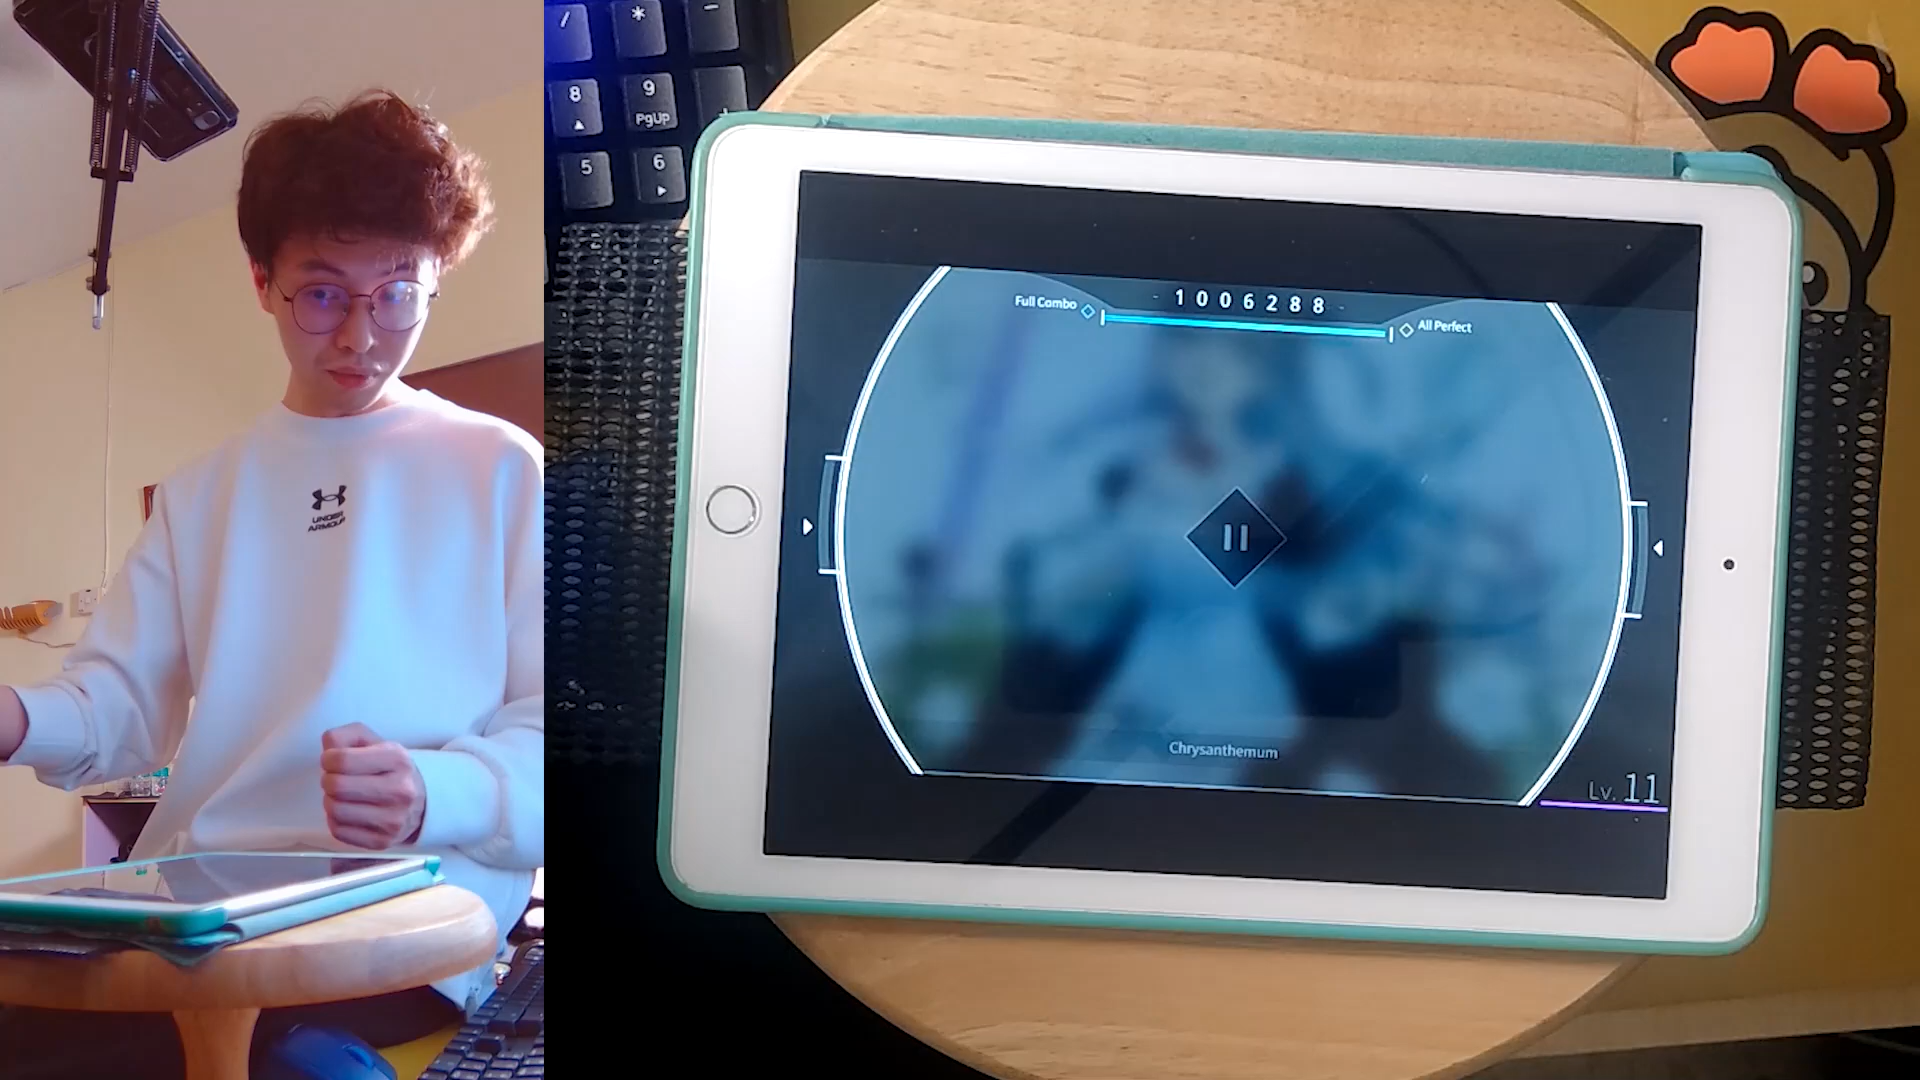 /
*
-
8
9
PgUp
+
5
6
UNDER
ARMOUR
1006288
Full Combo
All Perfect
Chrysanthemum
Lv. 11